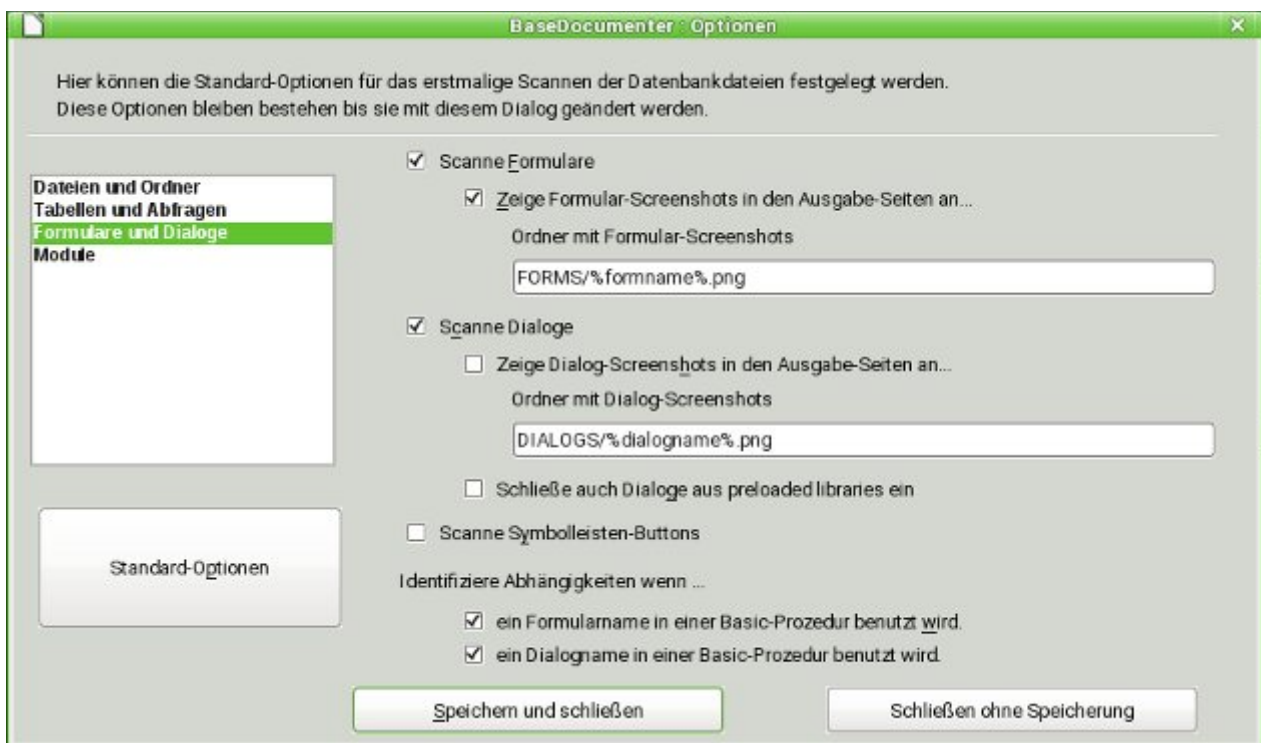 BaseDocumenter : Optionen
Hier können die Standard-Optionen für das erstmalige Scannen der Datenbankdateien festgelegt werden.
Diese Optionen bleiben bestehen bis sie mit diesem Dialog geändert werden.
Dateien und Ordner
Tabellen und Abfragen
Formulare und Dialoge
Module
Standard-Optionen
Scanne Formulare
Zeige Formular-Screenshots in den Ausgabe-Seiten an...
Ordner mit Formular-Screenshots
FORMS/%formname%.png
Scanne Dialoge
Zeige Dialog-Screenshots in den Ausgabe-Seiten an...
Ordner mit Dialog-Screenshots
DIALOGS/%dialogname%.png
Schließe auch Dialoge aus preloaded libraries ein
Scanne Symbolleisten-Buttons
Identifiziere Abhängigkeiten wenn ...
ein Formularname in einer Basic-Prozedur benutzt wird.
ein Dialogname in einer Basic-Prozedur benutzt wird.
Speichern und schließen
Schließen ohne Speicherung